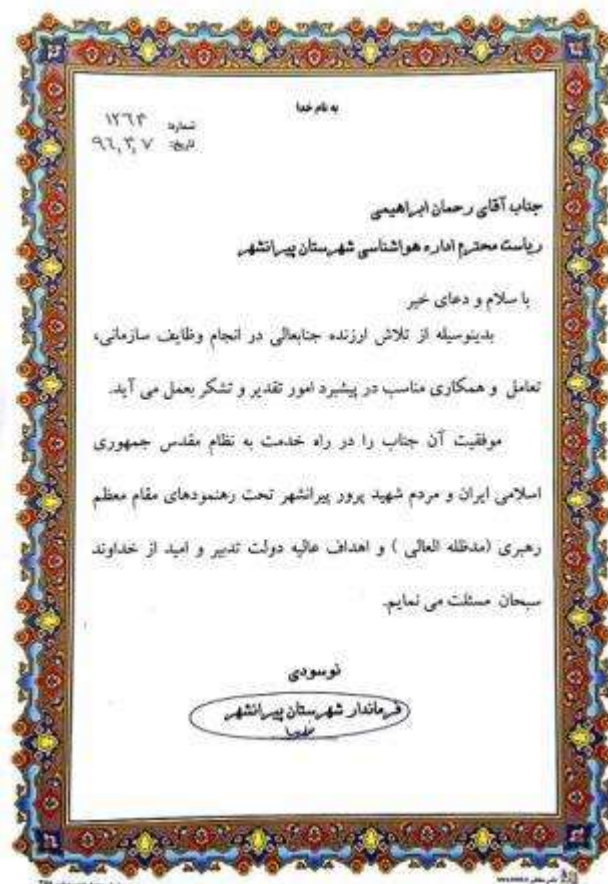 به نام خدا
شماره: ۱۲۶۳
تاریخ: ۹۶,۳,۷
جناب آقای رحمان ابراهیمی
ریاست محترم اداره هواشناسی شهرستان پیرانشهر
با سلام و دعای خیر
بدینوسیله از تلاش ارزنده جنابعالی در انجام وظایف سازمانی،
تعامل و همکاری مناسب در پیشبرد امور تقدیر و تشکر بعمل می آید.
موفقیت آن جناب را در راه خدمت به نظام مقدس جمهوری
اسلامی ایران و مردم شهید پرور پیرانشهر تحت رهنمودهای مقام معظم
رهبری (مدظله العالی ) و اهداف عالیه دولت تدبیر و امید از خداوند
سبحان مسئلت می نمایم.
نوسودی
فرماندار شهرستان پیرانشهر